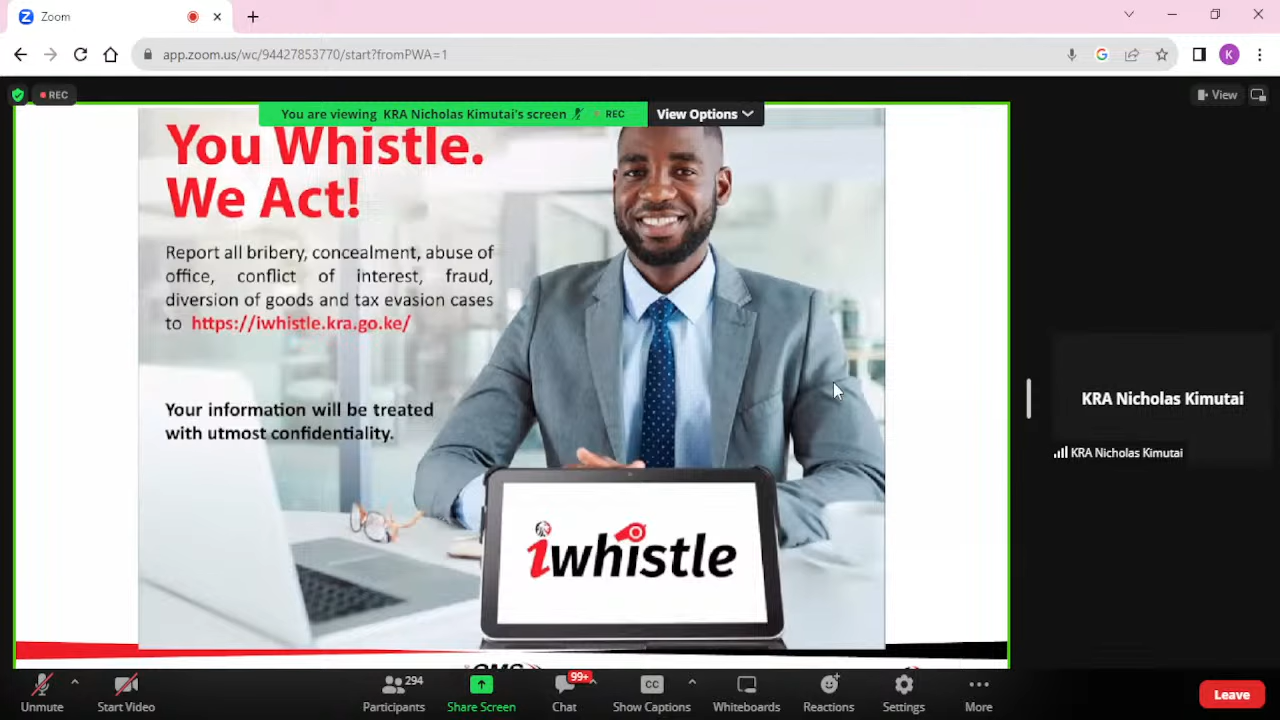 Zoom
app.zoom.us/wc/94427853770/start?fromPWA=1
K
REC
You are viewing KRA Nicholas Kimutai's screen
REC
View Options
View
You Whistle.
We Act!
Report all bribery, concealment, abuse of
office, conflict of interest, fraud,
diversion of goods and tax evasion cases
to https://iwhistle.kra.go.ke/
Your information will be treated
with utmost confidentiality.
iwhistle
KRA Nicholas Kimutai
KRA Nicholas Kimutai
294
99+
CC
Unmute
Start Video
Participants
Share Screen
Chat
Show Captions
Whiteboards
Reactions
Settings
More
Leave